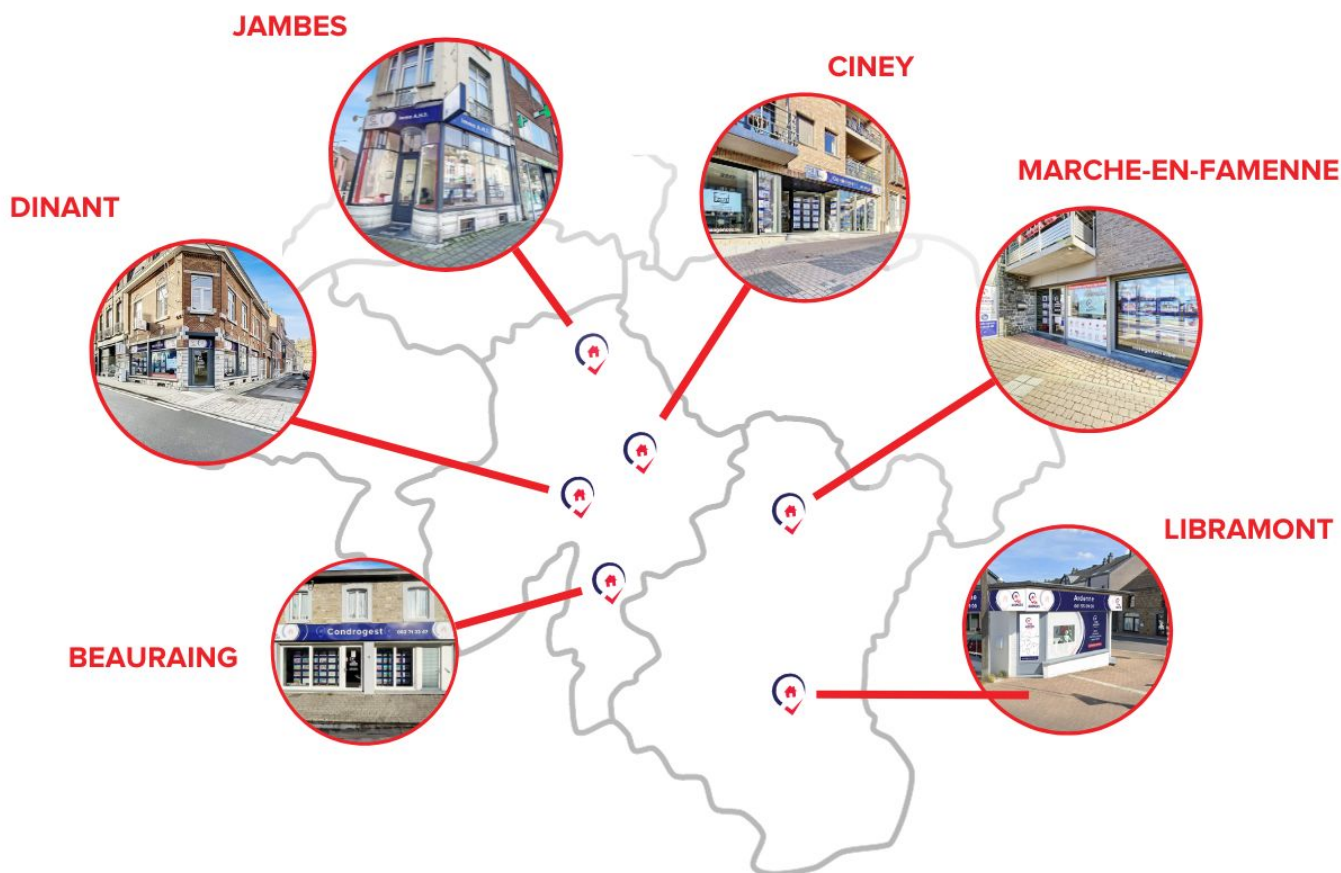 JAMBES
CINEY
MARCHE-EN-FAMENNE
DINANT
LIBRAMONT
Ardenne
BEAURAING
Condrogest